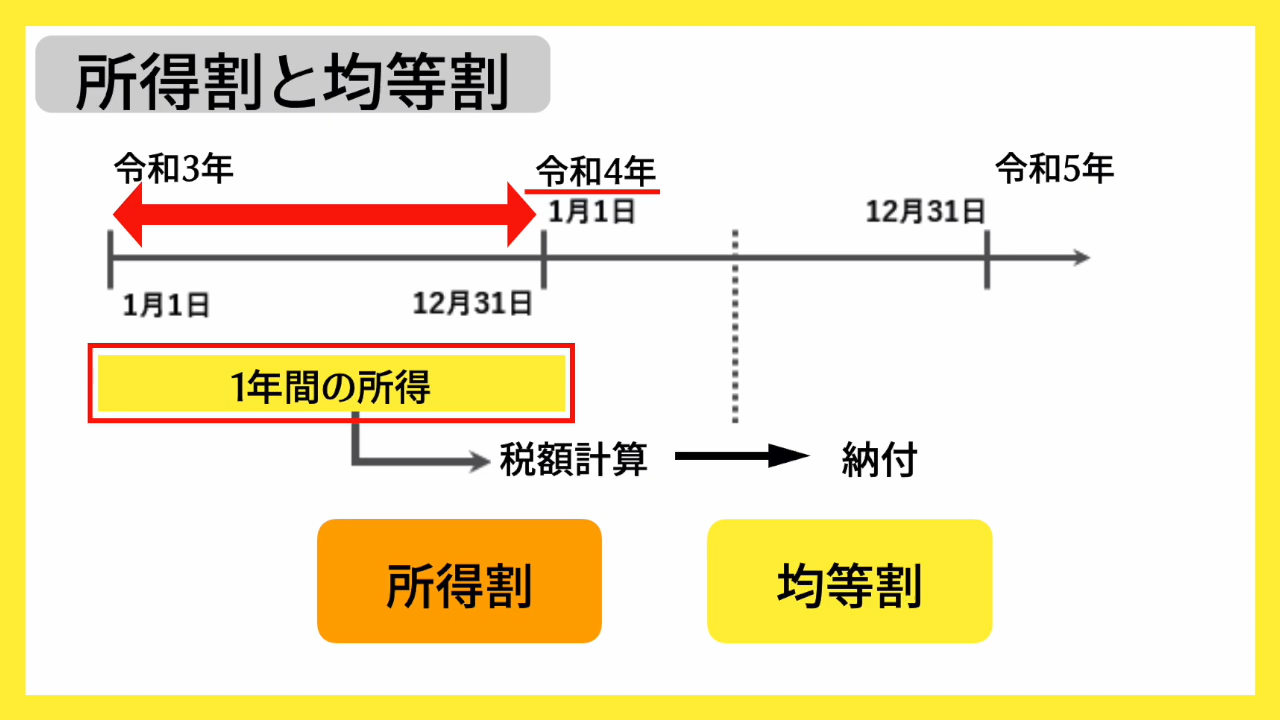 所得割と均等割
令和3年
令和4年
令和5年
1月1日
12月31日
1月1日
12月31日
1年間の所得
税額計算
納付
所得割
均等割